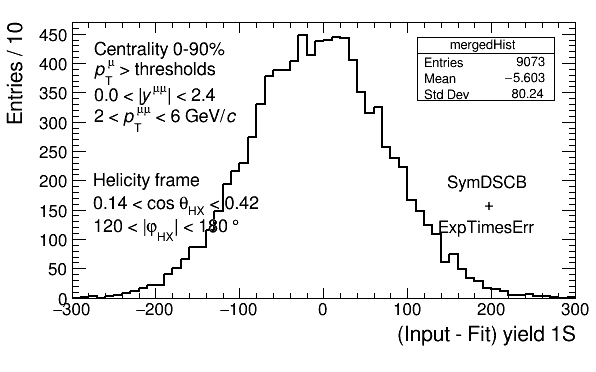 Entries / 10
450
400
350
300
250
200
150
100
50
0
Centrality 0-90%
p_T^μ > thresholds
0.0 < |y^μμ| < 2.4
2 < p_T^μμ < 6 GeV/c
mergedHist
Entries 9073
Mean −5.603
Std Dev 80.24
Helicity frame
0.14 < cos θ_HX < 0.42
120 < |φ_HX| < 180 °
SymDSCB
+
ExpTimesErr
−300 −200 −100 0 100 200 300
(Input - Fit) yield 1S